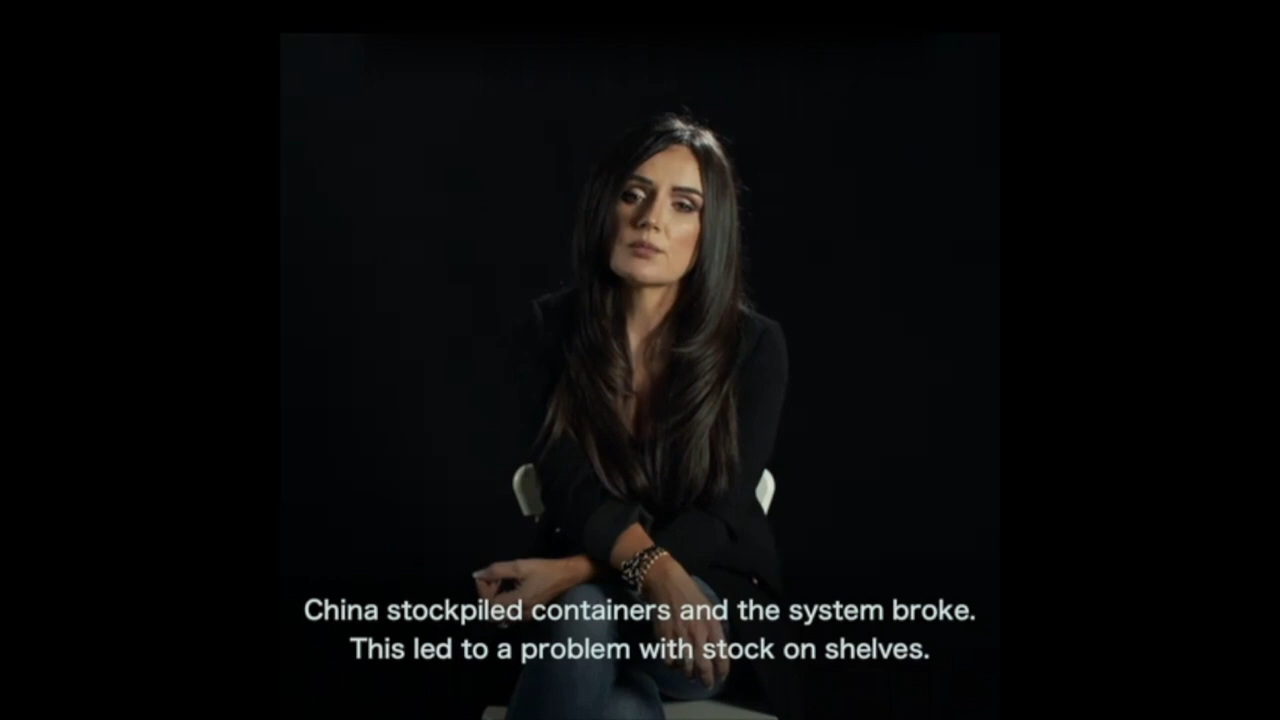 China stockpiled containers and the system broke.
This led to a problem with stock on shelves.